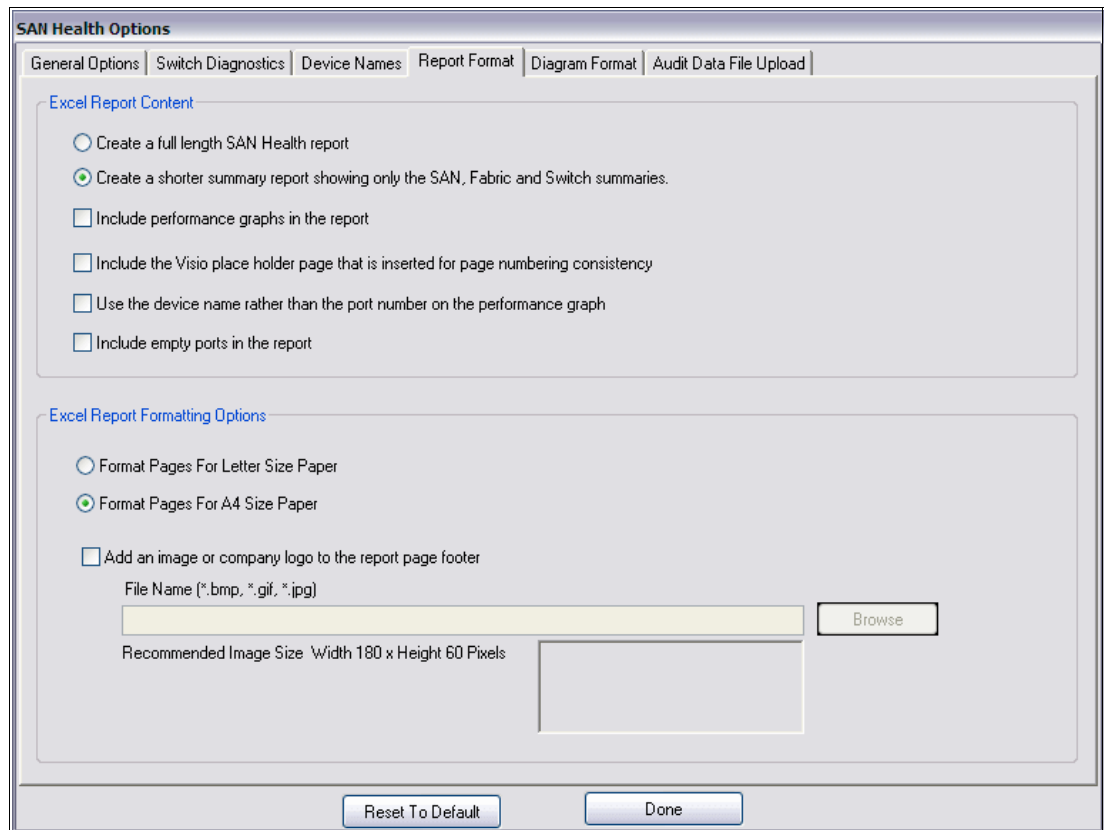 SAN Health Options
General Options
Switch Diagnostics
Device Names
Report Format
Diagram Format
Audit Data File Upload
Excel Report Content
Create a full length SAN Health report
Create a shorter summary report showing only the SAN, Fabric and Switch summaries.
Include performance graphs in the report
Include the Visio place holder page that is inserted for page numbering consistency
Use the device name rather than the port number on the performance graph
Include empty ports in the report
Excel Report Formatting Options
Format Pages For Letter Size Paper
Format Pages For A4 Size Paper
Add an image or company logo to the report page footer
File Name (*.bmp, *.gif, *.jpg)
Browse
Recommended Image Size  Width 180 x Height 60 Pixels
Reset To Default
Done